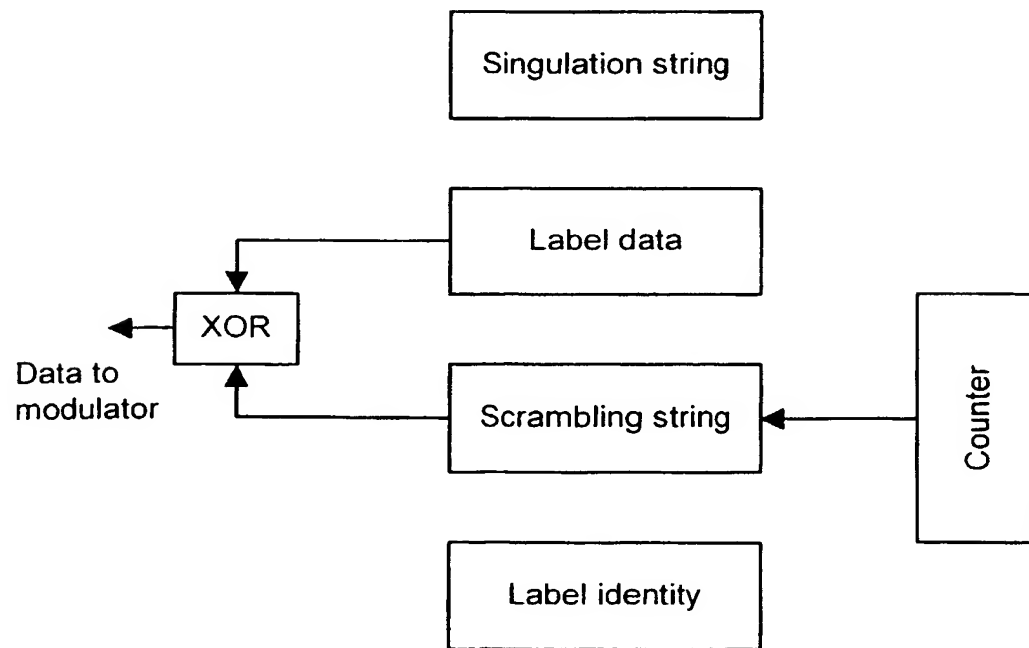 Singulation string
Label data
XOR
Data to
modulator
Scrambling string
Counter
Label identity